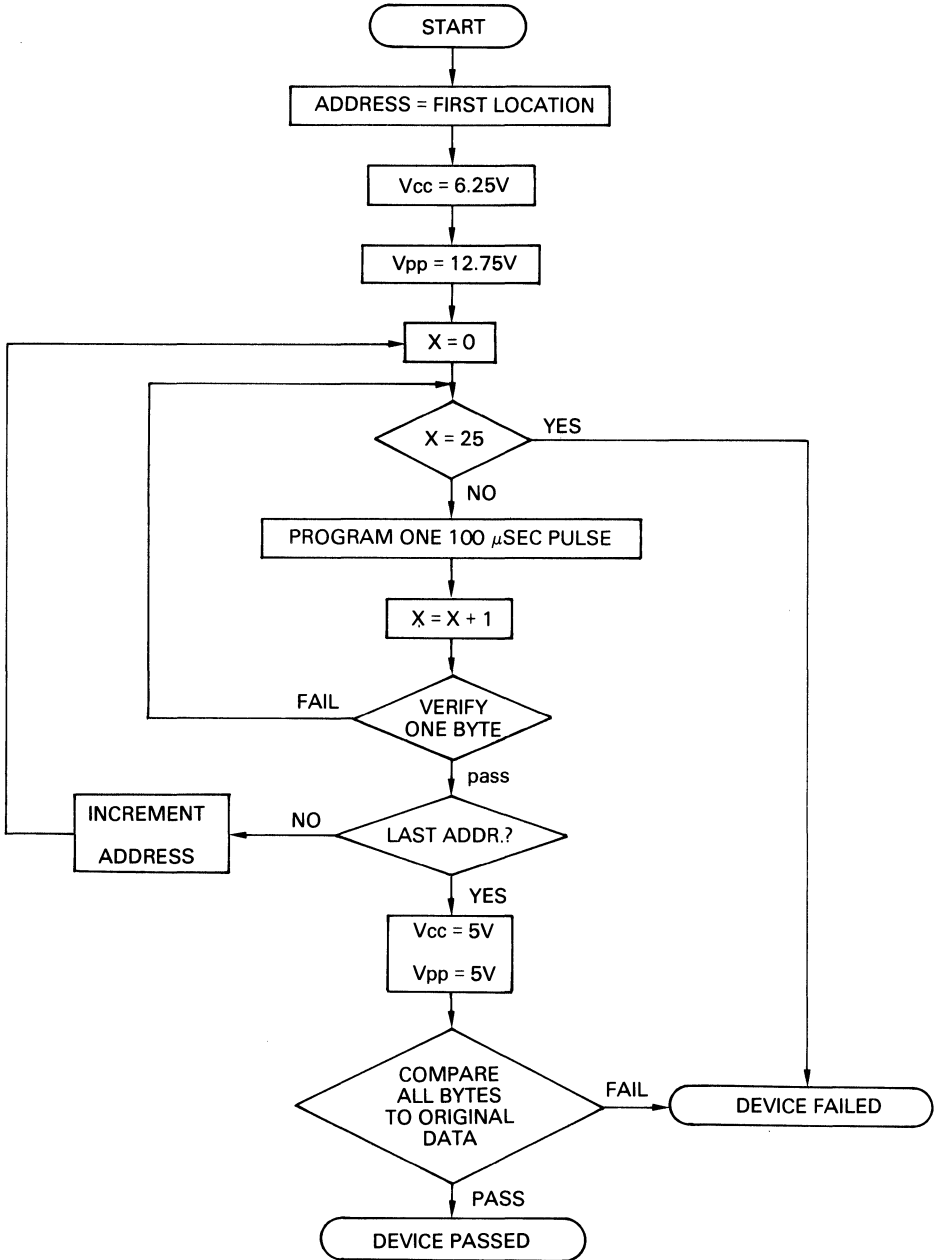 START
ADDRESS = FIRST LOCATION
Vcc = 6.25V
Vpp = 12.75V
X = 0
X = 25
YES
NO
PROGRAM ONE 100 μSEC PULSE
X = X + 1
FAIL
VERIFY
ONE BYTE
pass
INCREMENT
ADDRESS
NO
LAST ADDR.?
YES
Vcc = 5V
Vpp = 5V
COMPARE
ALL BYTES
TO ORIGINAL
DATA
FAIL
DEVICE FAILED
PASS
DEVICE PASSED